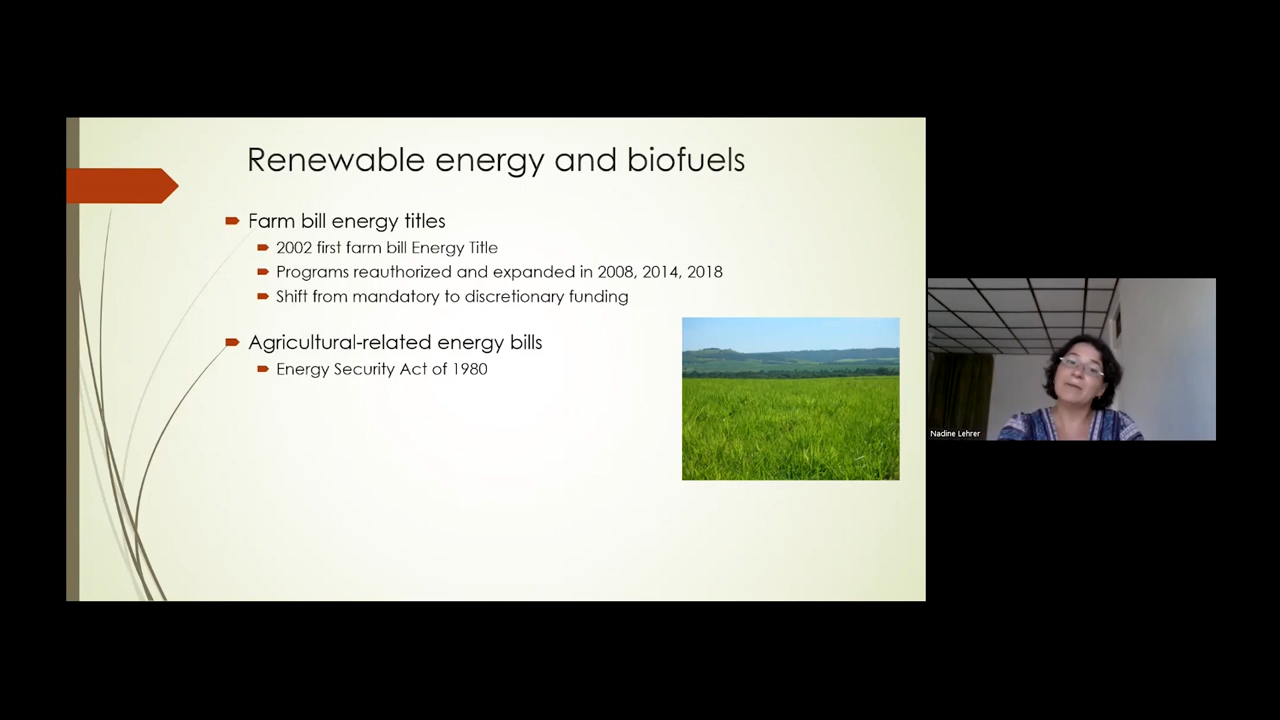 Renewable energy and biofuels
Farm bill energy titles
2002 first farm bill Energy Title
Programs reauthorized and expanded in 2008, 2014, 2018
Shift from mandatory to discretionary funding
Agricultural-related energy bills
Energy Security Act of 1980
Nadine Lehrer